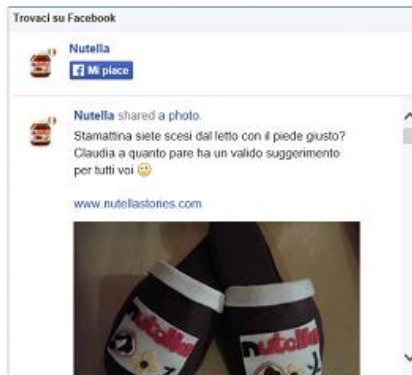 Trovaci su Facebook
Nutella
Mi piace
Nutella shared a photo.
Stamattina siete scesi dal letto con il piede giusto?
Claudia a quanto pare ha un valido suggerimento
per tutti voi
www.nutellastories.com
nutella nutella